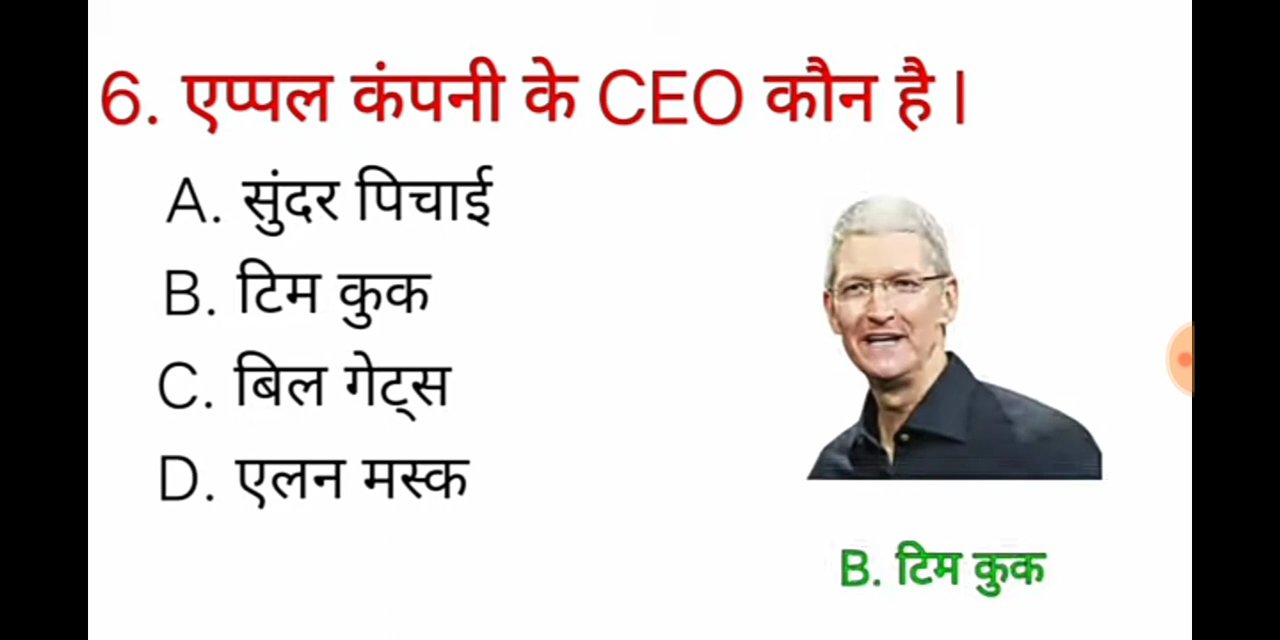 6. एप्पल कंपनी के CEO कौन है |
A. सुंदर पिचाई
B. टिम कुक
C. बिल गेट्स
D. एलन मस्क
B. टिम कुक